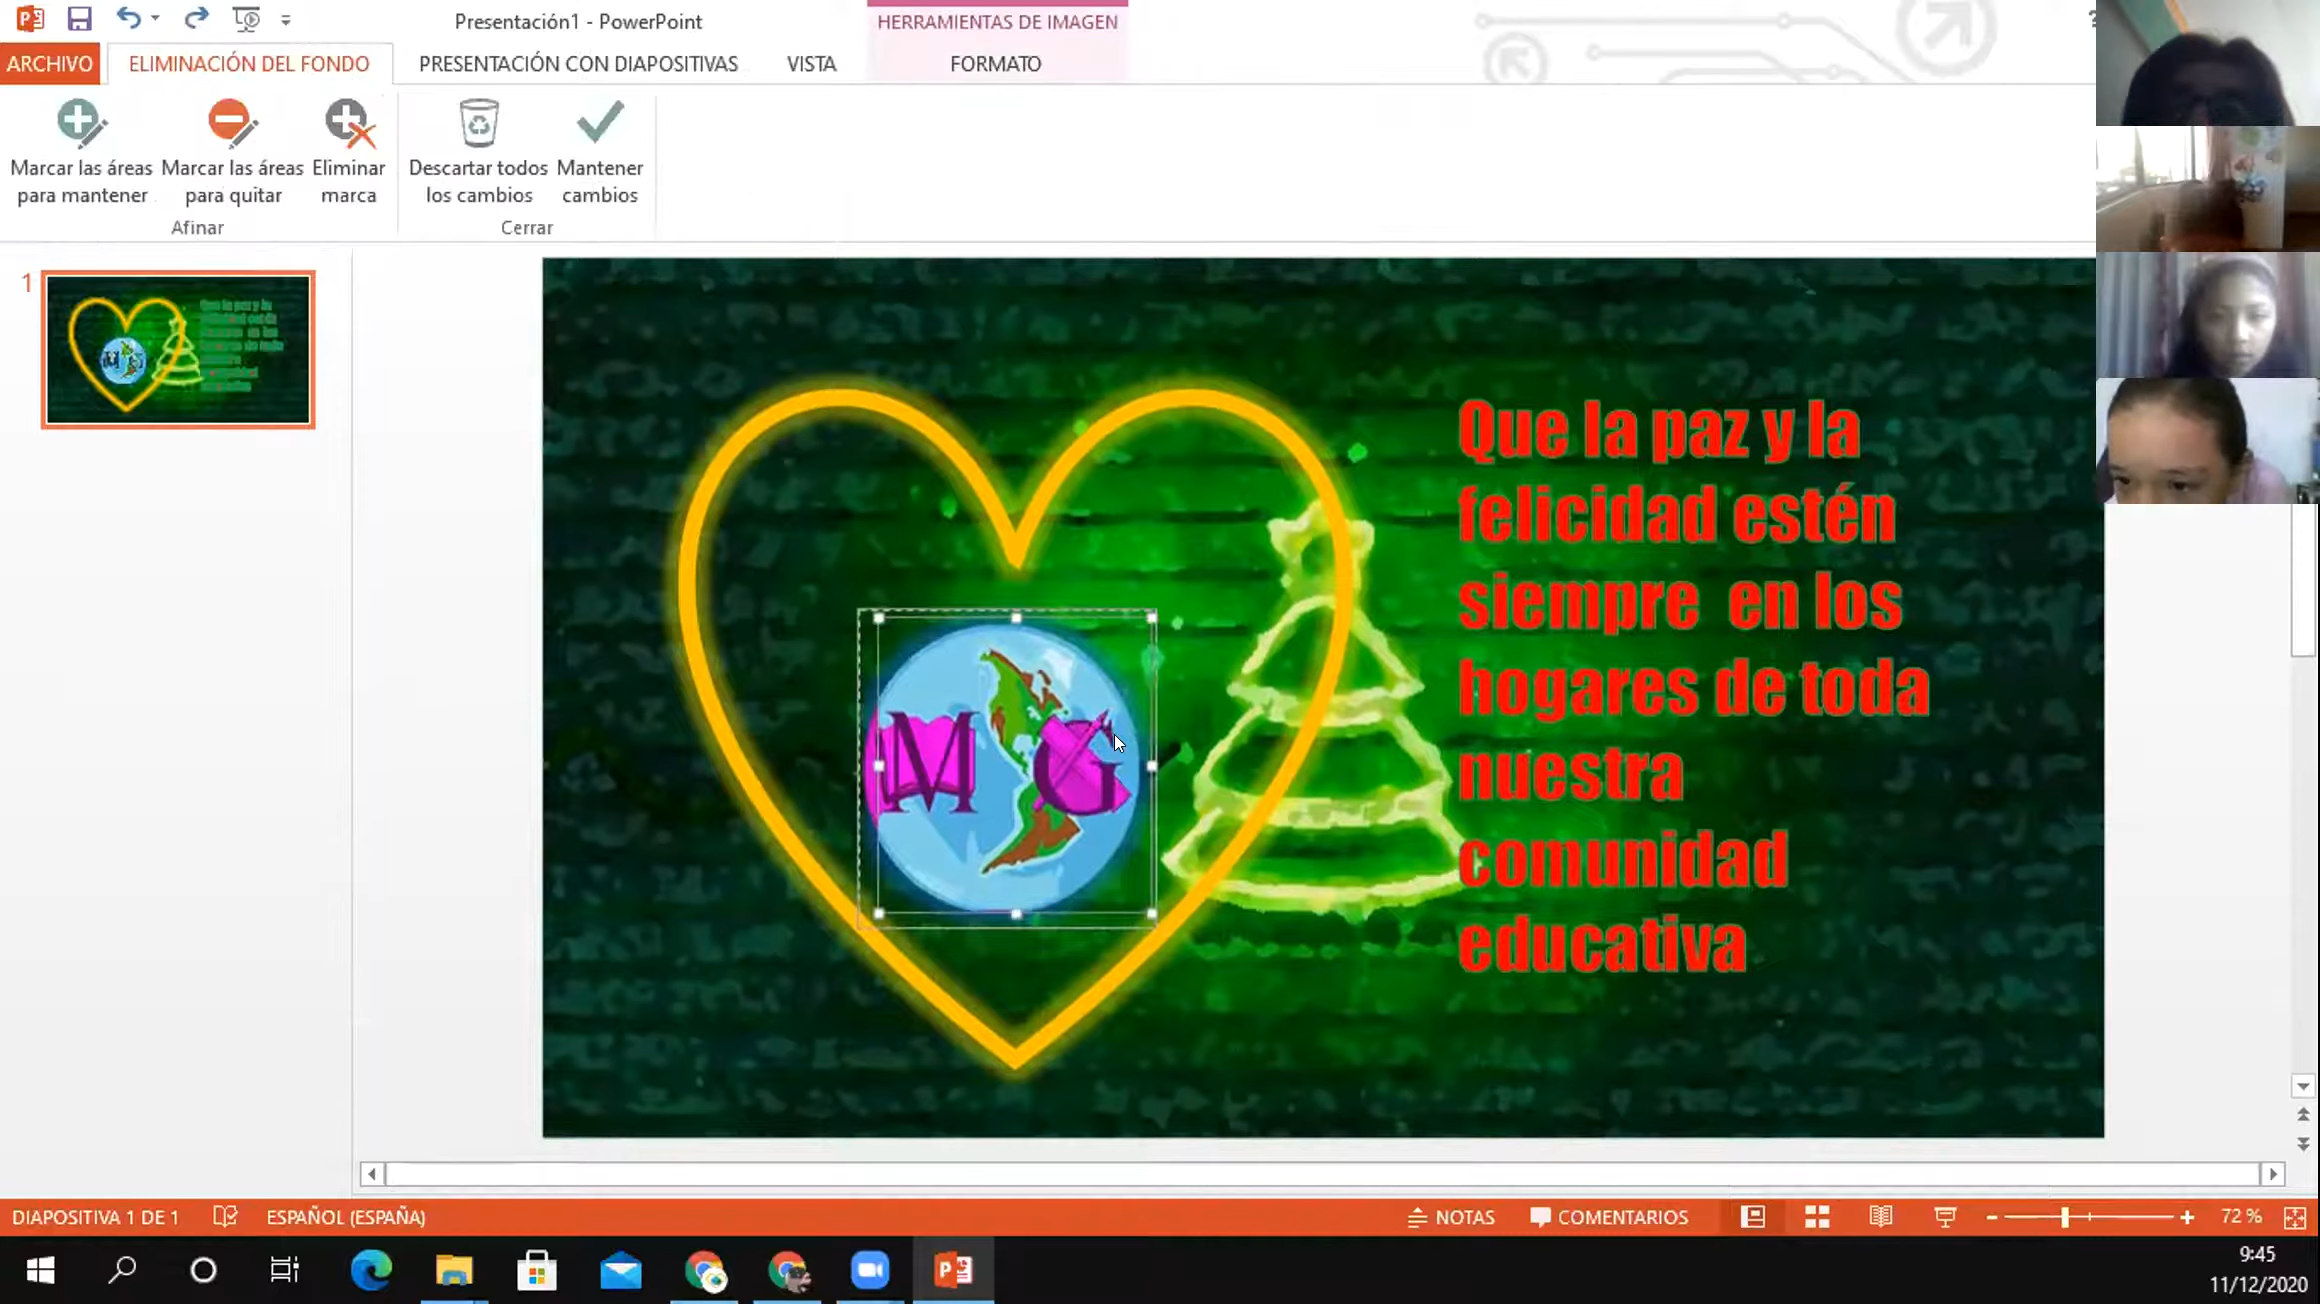 Presentación1 - PowerPoint
HERRAMIENTAS DE IMAGEN
?
ARCHIVO
ELIMINACIÓN DEL FONDO
PRESENTACIÓN CON DIAPOSITIVAS
VISTA
FORMATO
Marcar las áreas
para mantener
Marcar las áreas
para quitar
Eliminar
marca
Descartar todos
los cambios
Mantener
cambios
Afinar
Cerrar
1
Que la paz y la
felicidad estén
siempre en los
hogares de toda
nuestra
comunidad
educativa
M G
DIAPOSITIVA 1 DE 1
ESPAÑOL (ESPAÑA)
NOTAS
COMENTARIOS
72 %
9:45
11/12/2020